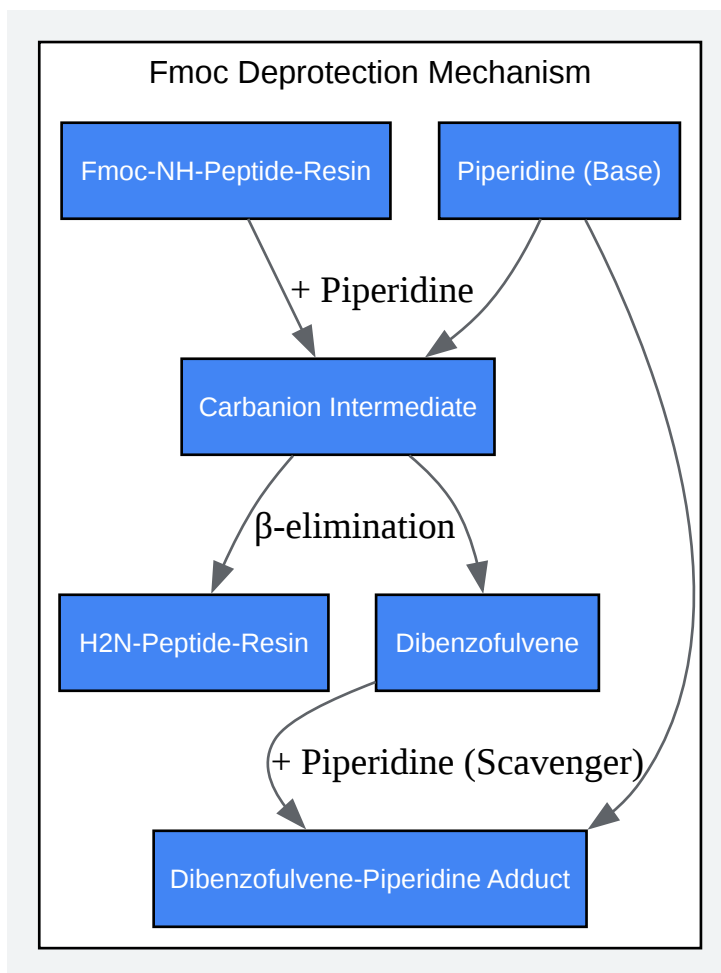 Fmoc Deprotection Mechanism
Fmoc-NH-Peptide-Resin
Piperidine (Base)
+ Piperidine
Carbanion Intermediate
β-elimination
H2N-Peptide-Resin
Dibenzofulvene
+ Piperidine (Scavenger)
Dibenzofulvene-Piperidine Adduct